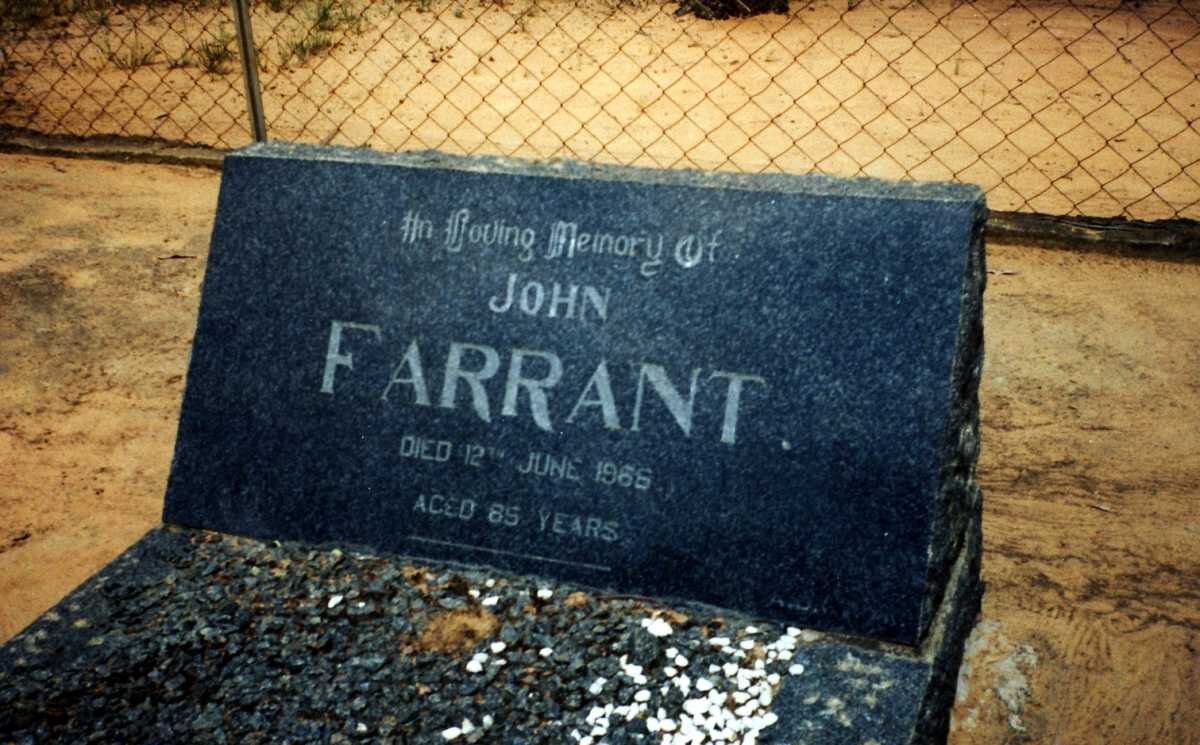 In Loving Memory Of
JOHN
FARRANT
DIED 12TH JUNE 1966
AGED 85 YEARS